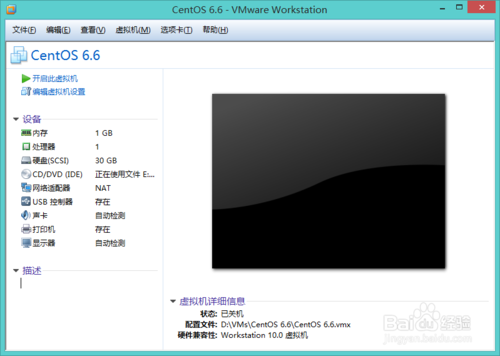 CentOS 6.6 - VMware Workstation
文件(F) 编辑(E) 查看(V) 虚拟机(M) 选项卡(T) 帮助(H)
CentOS 6.6
开启此虚拟机
编辑虚拟机设置
设备
内存 1 GB
处理器 1
硬盘(SCSI) 30 GB
CD/DVD (IDE) 正在使用文件 E:...
网络适配器 NAT
USB 控制器 存在
声卡 自动检测
打印机 存在
显示器 自动检测
描述
虚拟机详细信息
状态: 已关机
配置文件: D:\VMs\CentOS 6.6\CentOS 6.6.vmx
硬件兼容性: Workstation 10.0 虚拟机
Baidu 经验